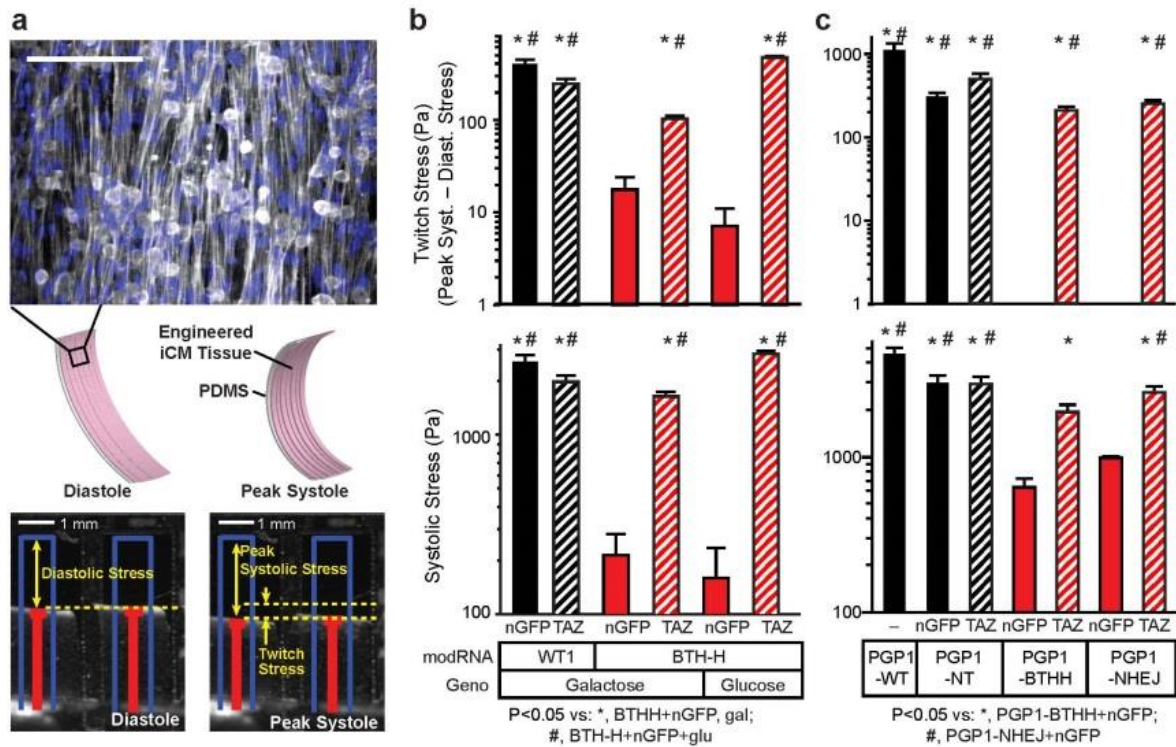 a
Engineered
iCM Tissue
PDMS
Diastole
Peak Systole
1 mm
Diastolic Stress
Diastole
1 mm
Peak
Systolic Stress
Twitch
Stress
Peak Systole
b
Twitch Stress (Pa)
(Peak Syst. – Diast. Stress)
100
10
1
* #
* #
* #
* #
Systolic Stress (Pa)
1000
100
* #
* #
* #
* #
nGFP TAZ nGFP TAZ nGFP TAZ
modRNA WT1 BTH-H
Geno Galactose Glucose
P<0.05 vs: *, BTHH+nGFP, gal;
#, BTH-H+nGFP+glu
c
1000
100
10
1
* #
* #
* #
* #
* #
1000
100
* #
* #
* #
*
* #
– nGFP TAZ nGFP TAZ nGFP TAZ
PGP1 PGP1 PGP1 PGP1
-WT -NT -BTHH -NHEJ
P<0.05 vs: *, PGP1-BTHH+nGFP;
#, PGP1-NHEJ+nGFP